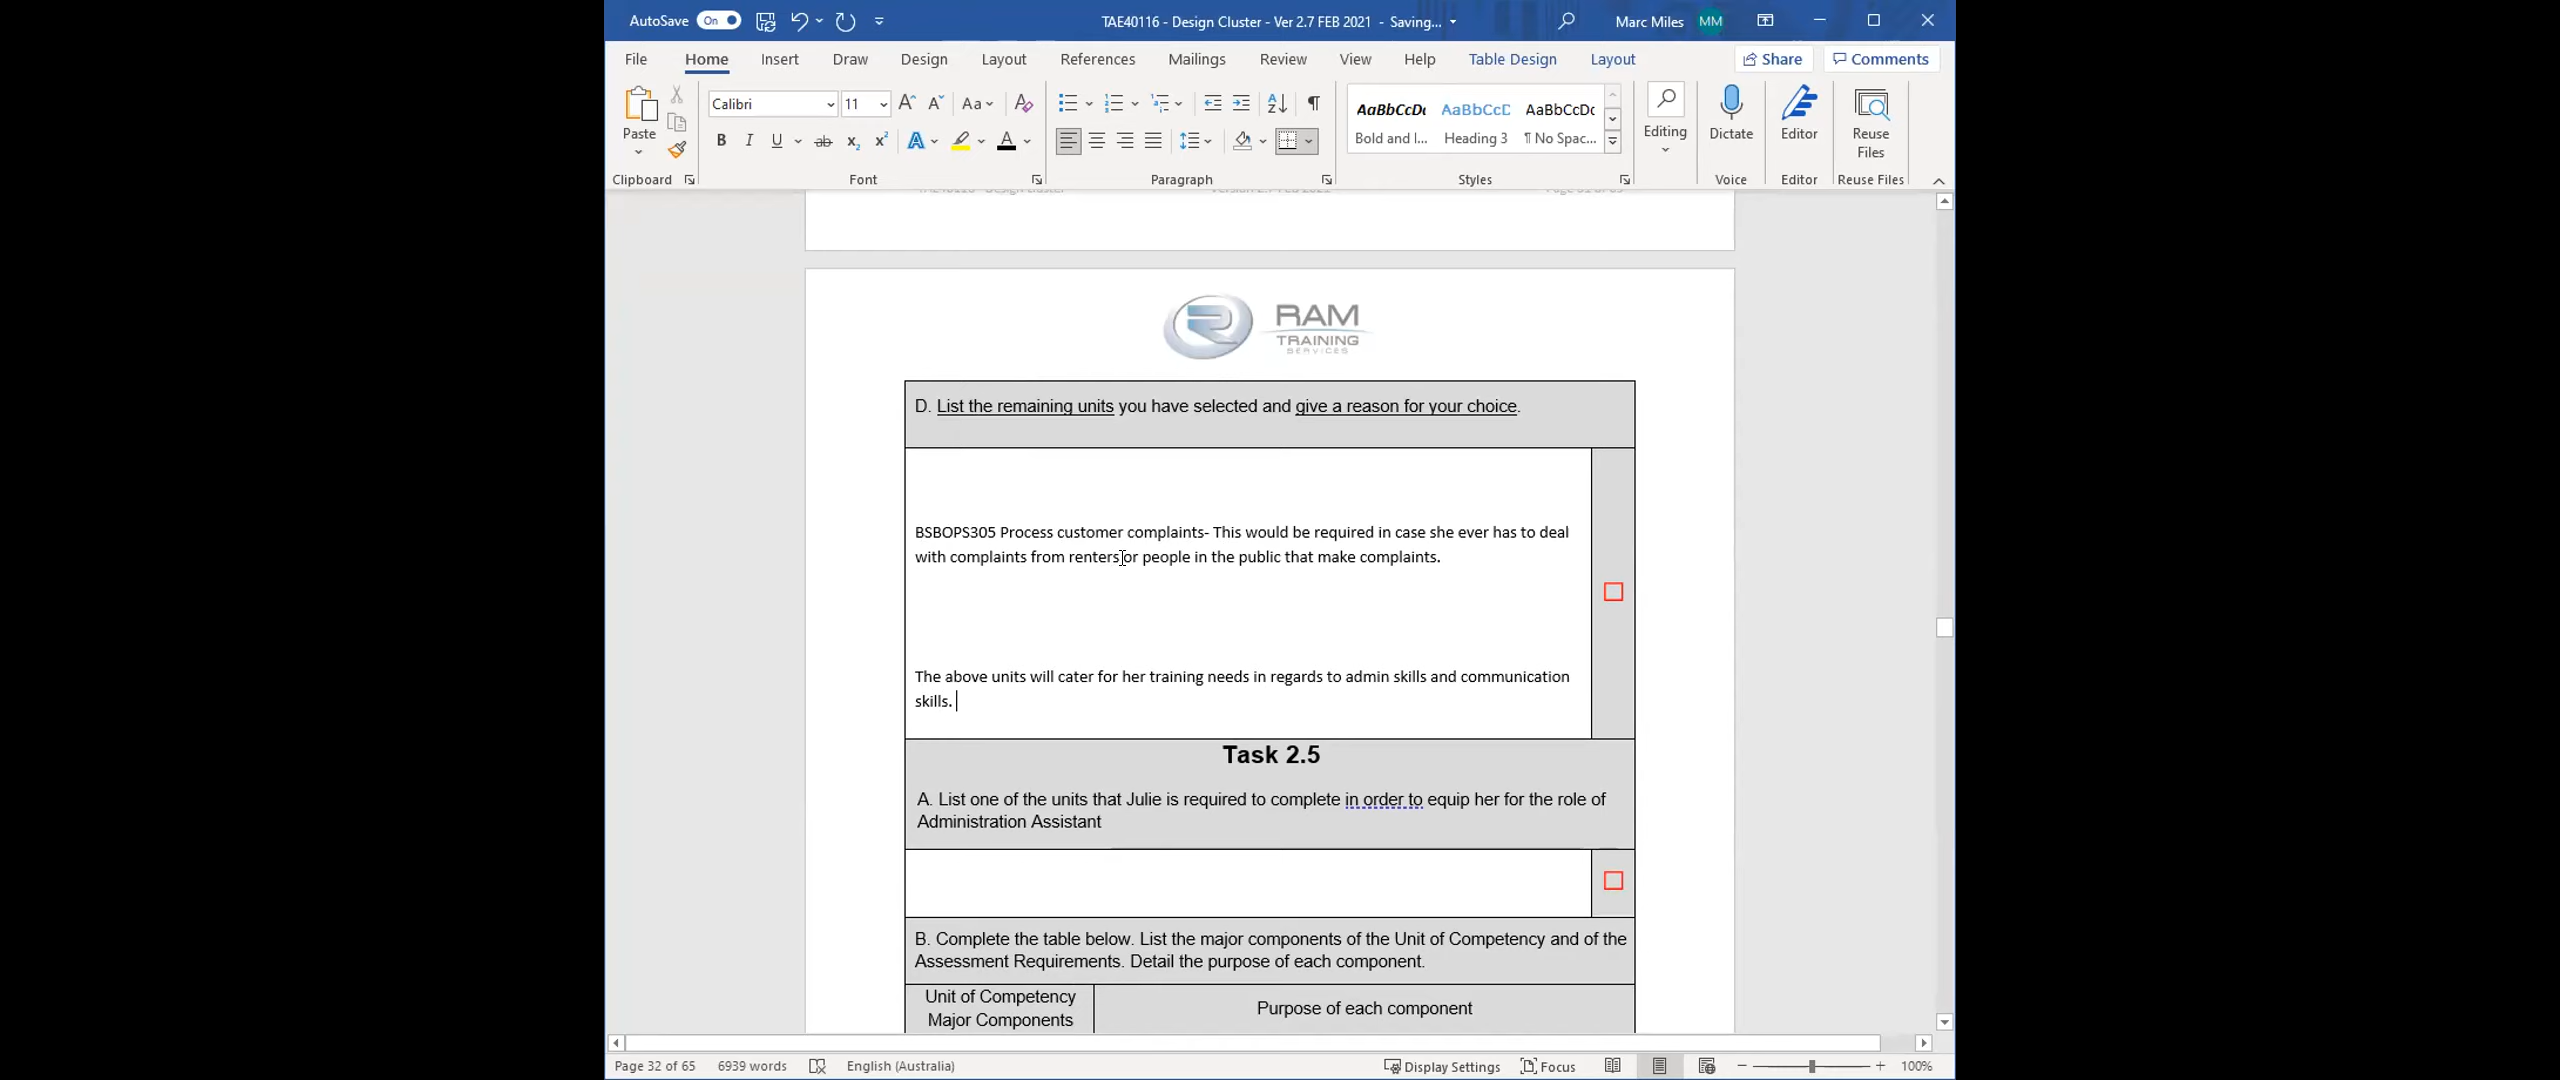 AutoSave On TAE40116 - Design Cluster - Ver 2.7 FEB 2021 - Saving... Marc Miles MM
File Home Insert Draw Design Layout References Mailings Review View Help Table Design Layout Share Comments
Paste Calibri 11 Aa AaBbCcDc AaBbCcD AaBbCcDc Editing Dictate Editor Reuse Files
B I U ab x2 x2 A A Bold and I... Heading 3 ¶ No Spac...
Clipboard Font Paragraph Styles Voice Editor Reuse Files
RAM
TRAINING
SERVICES
D. List the remaining units you have selected and give a reason for your choice.
BSBOPS305 Process customer complaints- This would be required in case she ever has to deal
with complaints from renters or people in the public that make complaints.
The above units will cater for her training needs in regards to admin skills and communication
skills.
Task 2.5
A. List one of the units that Julie is required to complete in order to equip her for the role of
Administration Assistant
B. Complete the table below. List the major components of the Unit of Competency and of the
Assessment Requirements. Detail the purpose of each component.
Unit of Competency
Major Components
Purpose of each component
Page 32 of 65 6939 words English (Australia) Display Settings Focus 100%